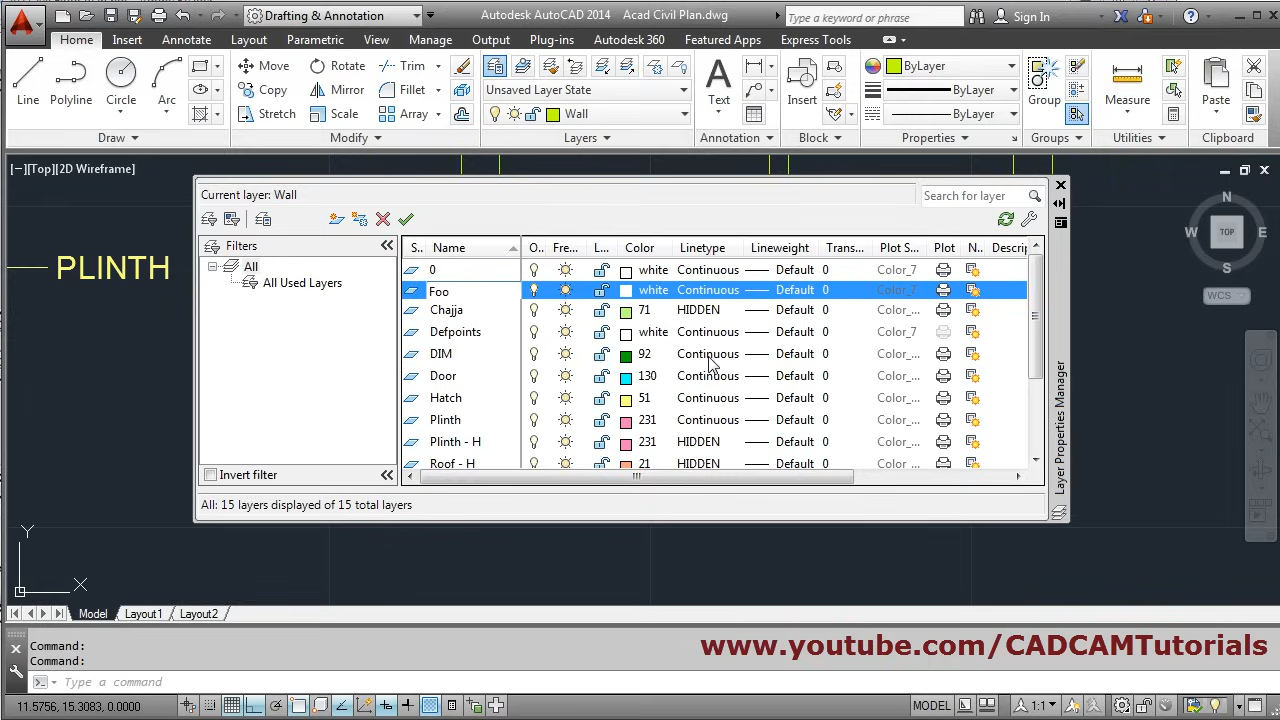 Drafting & Annotation
Autodesk AutoCAD 2014 Acad Civil Plan.dwg
Type a keyword or phrase
Sign In
Home Insert Annotate Layout Parametric View Manage Output Plug-ins Autodesk 360 Featured Apps Express Tools
Line Polyline Circle Arc
Move Rotate Trim
Copy Mirror Fillet
Stretch Scale Array
Unsaved Layer State
Wall
Text
Insert
ByLayer
ByLayer
ByLayer
Group
Measure
Paste
Draw Modify Layers Annotation Block Properties Groups Utilities Clipboard
[−][Top][2D Wireframe]
PLINTH
N
W TOP E
S
WCS
Current layer: Wall
Search for layer
Filters
All
All Used Layers
Invert filter
S.. Name O.. Fre... L... Color Linetype Lineweight Trans... Plot S... Plot N.. Descrip
0 white Continuous Default 0 Color_7
Foo white Continuous Default 0 Color_7
Chajja 71 HIDDEN Default 0 Color_...
Defpoints white Continuous Default 0 Color_7
DIM 92 Continuous Default 0 Color_...
Door 130 Continuous Default 0 Color_...
Hatch 51 Continuous Default 0 Color_...
Plinth 231 Continuous Default 0 Color_...
Plinth - H 231 HIDDEN Default 0 Color_...
Roof - H 21 HIDDEN Default 0 Color_...
All: 15 layers displayed of 15 total layers
Layer Properties Manager
Y
X
Model Layout1 Layout2
Command:
Command:
Type a command
www.youtube.com/CADCAMTutorials
11.5756, 15.3083, 0.0000
MODEL
1:1